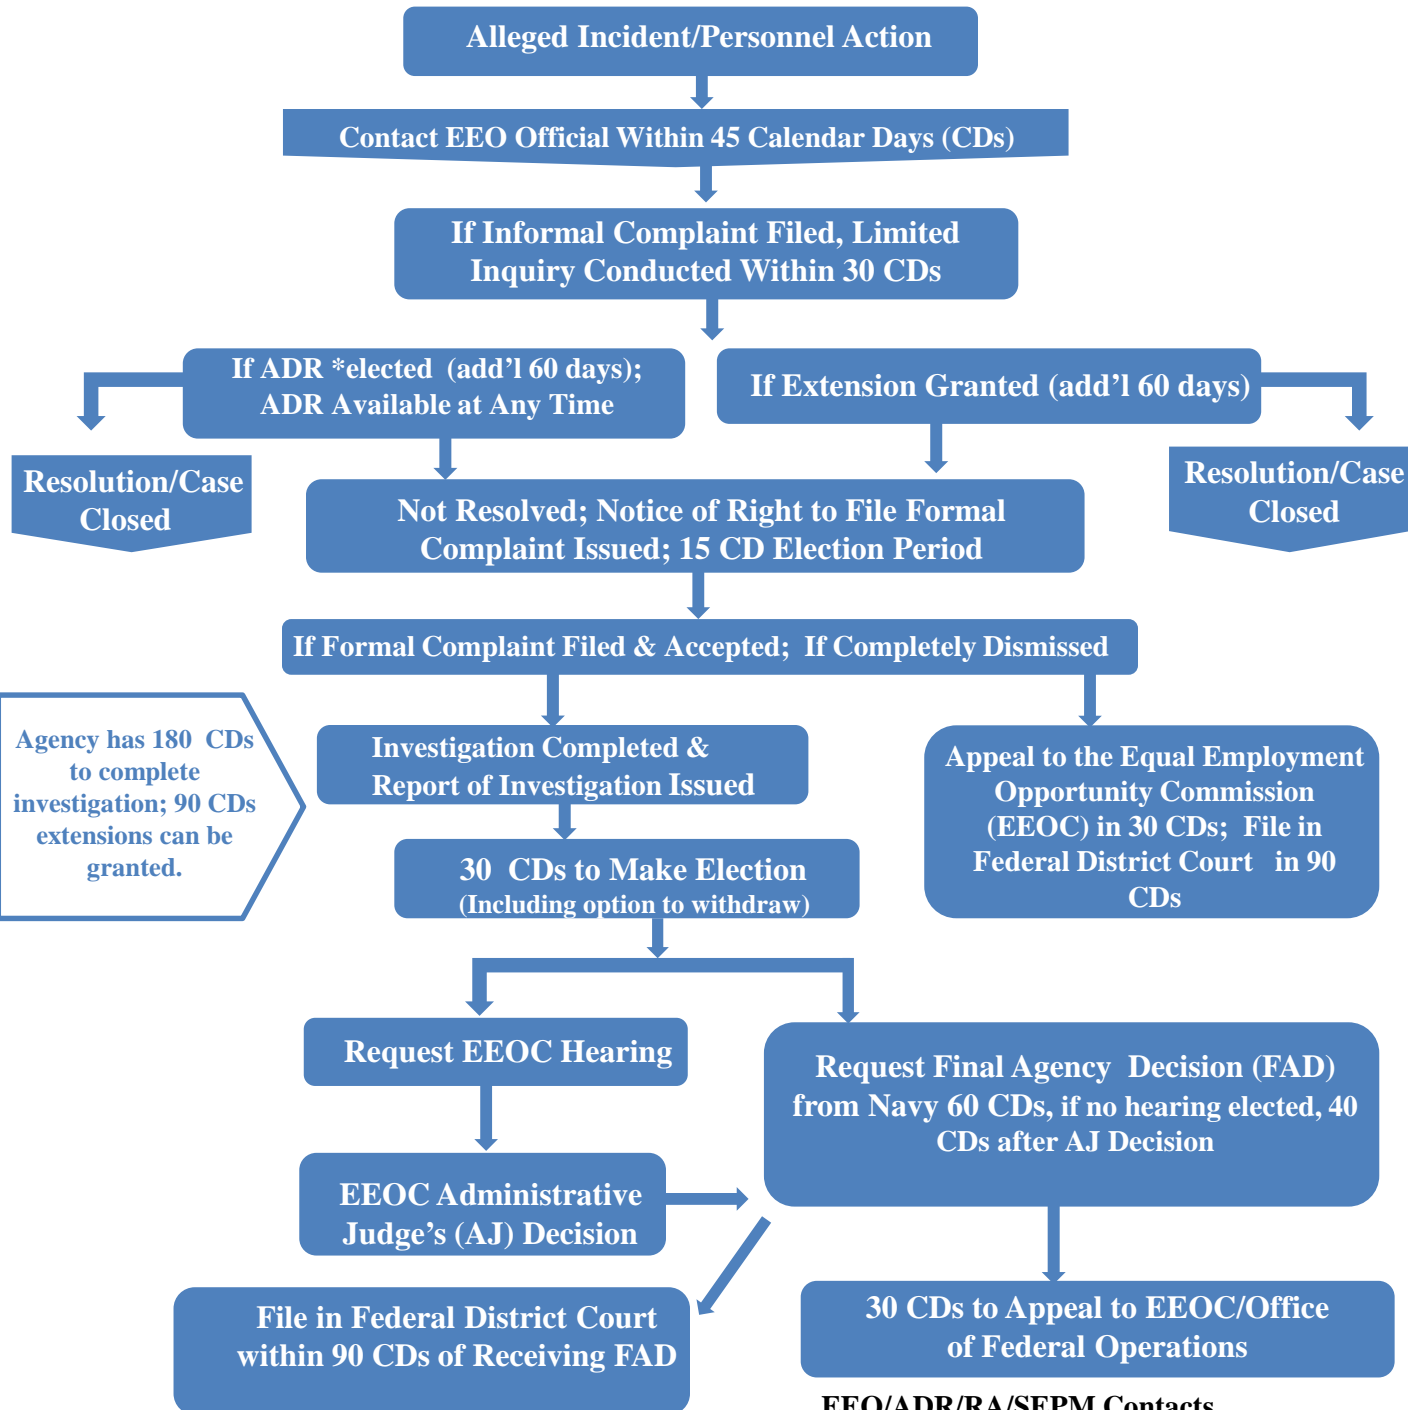 Alleged Incident/Personnel Action
Contact EEO Official Within 45 Calendar Days (CDs)
If Informal Complaint Filed, Limited
Inquiry Conducted Within 30 CDs
If ADR *elected (add’l 60 days);
ADR Available at Any Time
If Extension Granted (add’l 60 days)
Resolution/Case
Closed
Resolution/Case
Closed
Not Resolved; Notice of Right to File Formal
Complaint Issued; 15 CD Election Period
If Formal Complaint Filed & Accepted; If Completely Dismissed
Agency has 180 CDs
to complete
investigation; 90 CDs
extensions can be
granted.
Investigation Completed &
Report of Investigation Issued
Appeal to the Equal Employment
Opportunity Commission
(EEOC) in 30 CDs; File in
Federal District Court in 90
CDs
30 CDs to Make Election
(Including option to withdraw)
Request EEOC Hearing
Request Final Agency Decision (FAD)
from Navy 60 CDs, if no hearing elected, 40
CDs after AJ Decision
EEOC Administrative
Judge’s (AJ) Decision
File in Federal District Court
within 90 CDs of Receiving FAD
30 CDs to Appeal to EEOC/Office
of Federal Operations
EEO/ADR/RA/SEPM Contacts